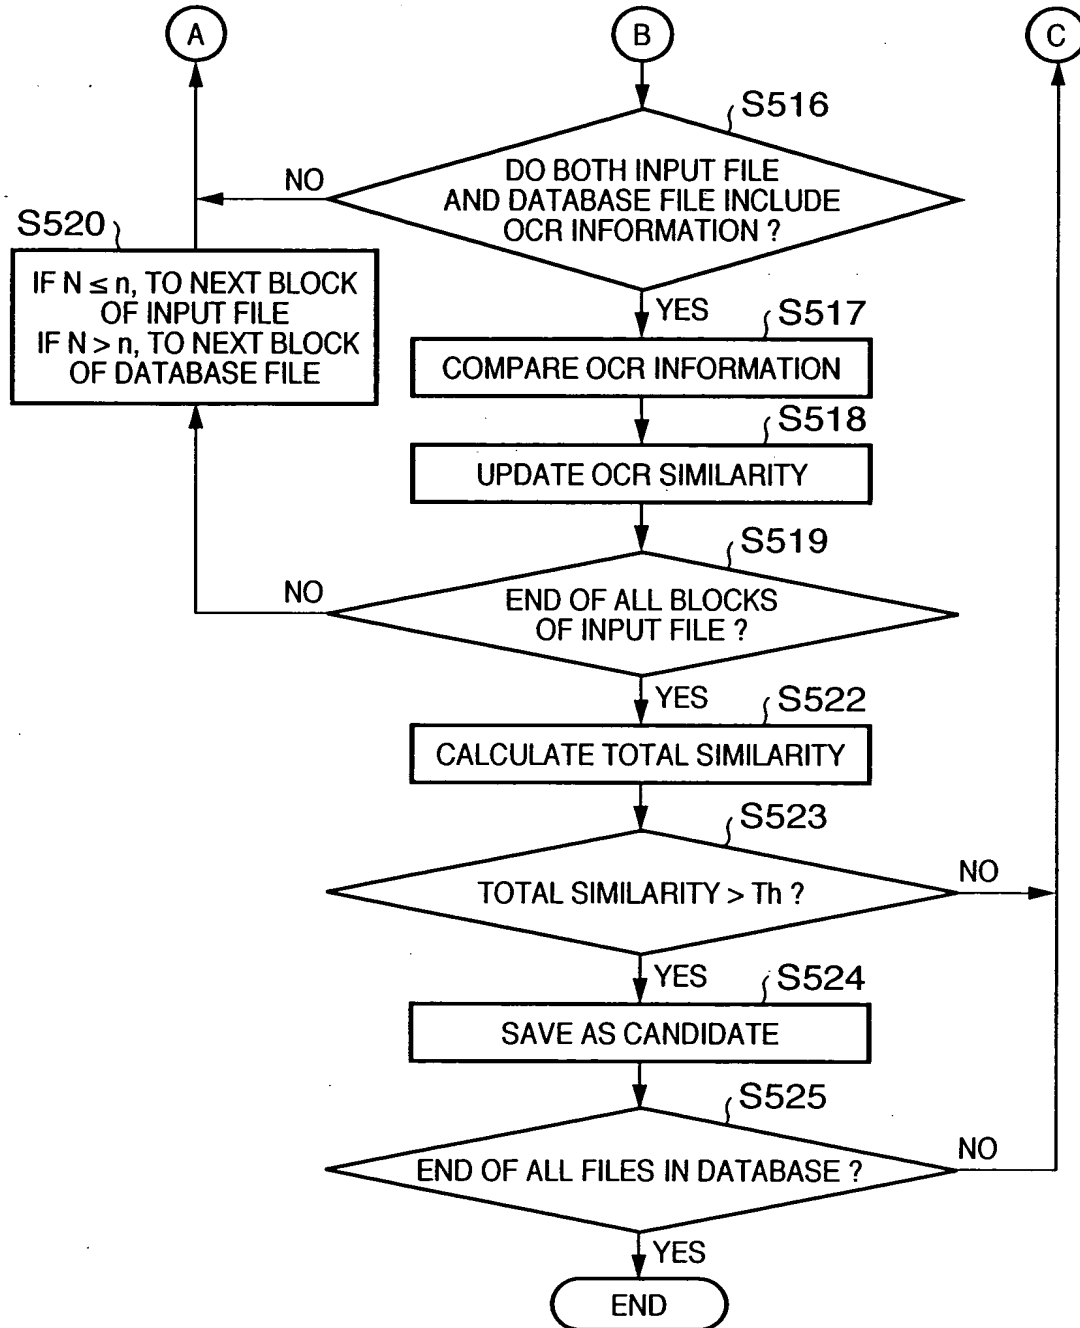 A
B
C
S516
DO BOTH INPUT FILE
AND DATABASE FILE INCLUDE
OCR INFORMATION ?
NO
YES
S520
IF N ≤ n, TO NEXT BLOCK
OF INPUT FILE
IF N > n, TO NEXT BLOCK
OF DATABASE FILE
S517
COMPARE OCR INFORMATION
S518
UPDATE OCR SIMILARITY
S519
END OF ALL BLOCKS
OF INPUT FILE ?
NO
YES
S522
CALCULATE TOTAL SIMILARITY
S523
TOTAL SIMILARITY > Th ?
NO
YES
S524
SAVE AS CANDIDATE
S525
END OF ALL FILES IN DATABASE ?
NO
YES
END